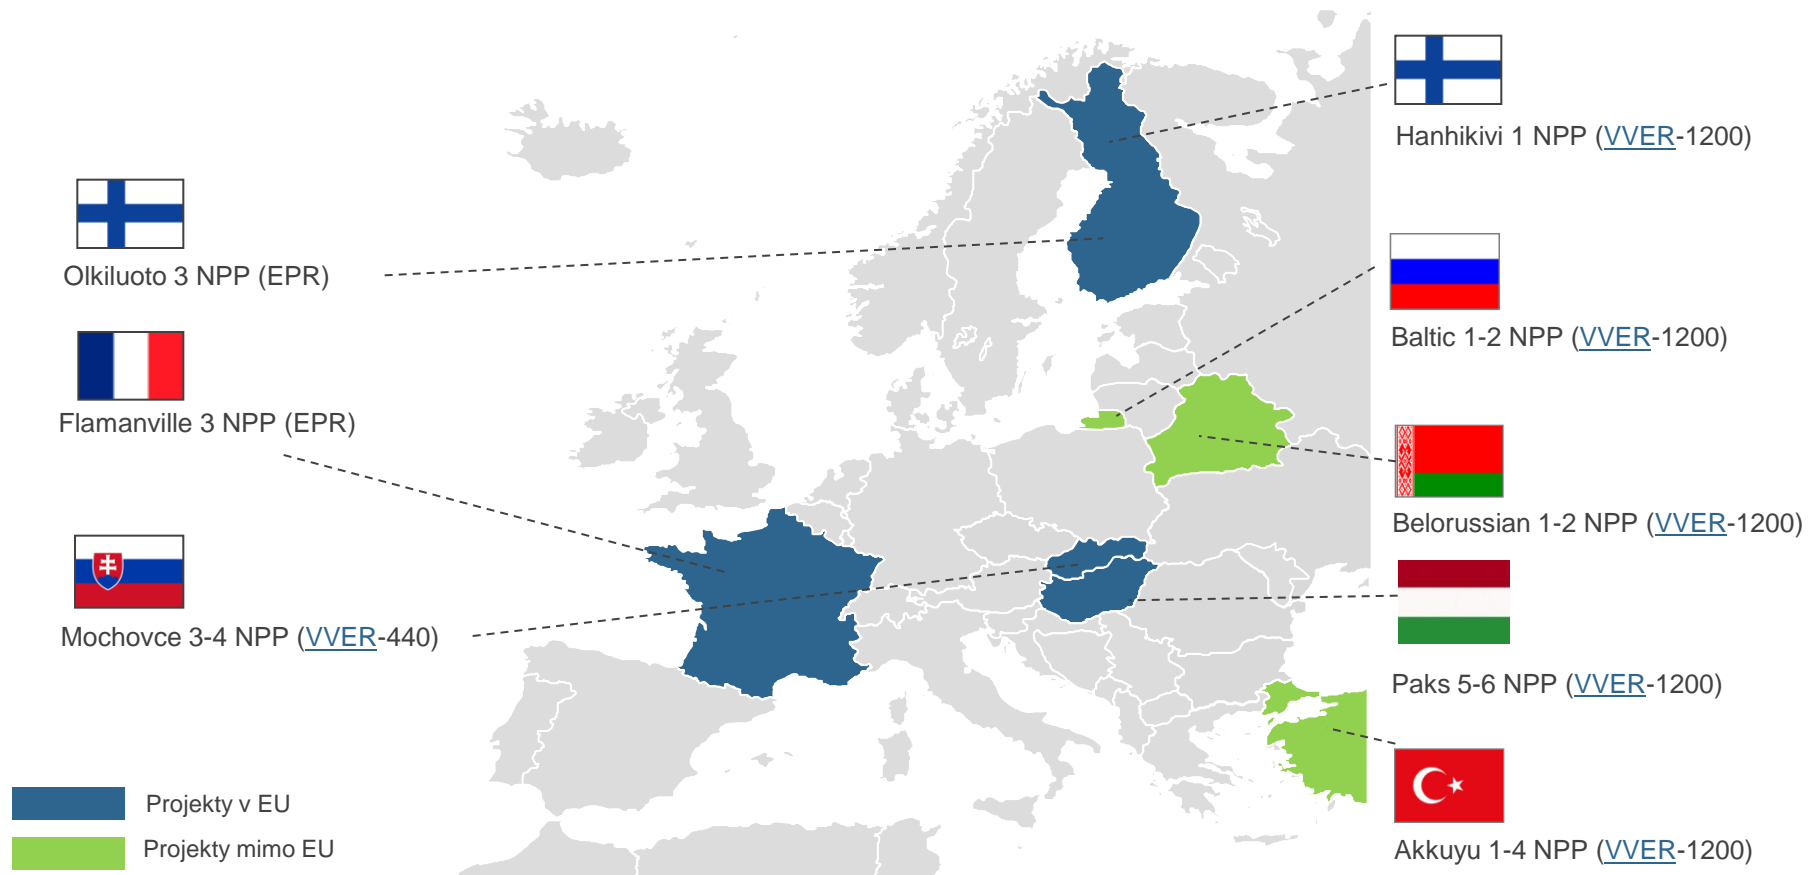 Olkiluoto 3 NPP (EPR)
Flamanville 3 NPP (EPR)
Mochovce 3-4 NPP (VVER-440)
Projekty v EU
Projekty mimo EU
Hanhikivi 1 NPP (VVER-1200)
Baltic 1-2 NPP (VVER-1200)
Belorussian 1-2 NPP (VVER-1200)
Paks 5-6 NPP (VVER-1200)
Akkuyu 1-4 NPP (VVER-1200)